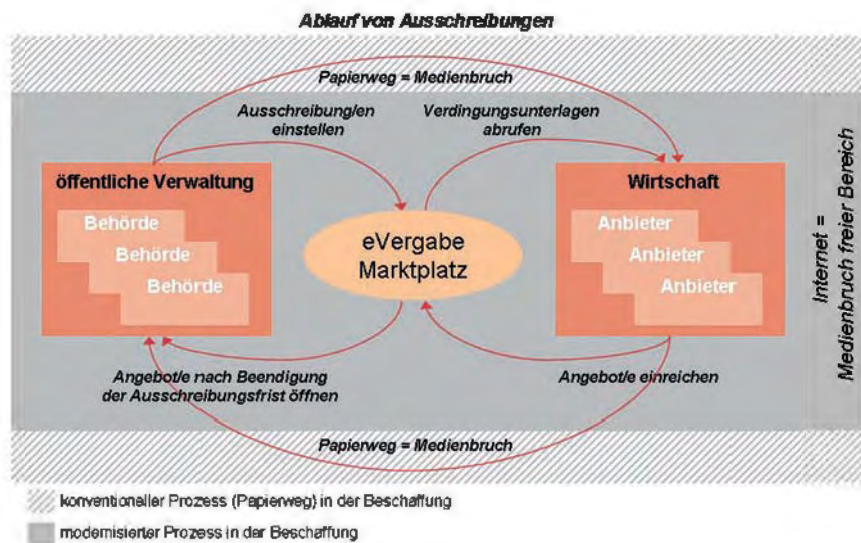 Ablauf von Ausschreibungen
Papierweg = Medienbruch
Ausschreibung/en
einstellen
Verdingungsunterlagen
abrufen
öffentliche Verwaltung
Behörde
Behörde
Behörde
eVergabe
Marktplatz
Wirtschaft
Anbieter
Anbieter
Anbieter
Internet =
Medienbruch freier Bereich
Angebot/e nach Beendigung
der Ausschreibungsfrist öffnen
Angebot/e einreichen
Papierweg = Medienbruch
konventioneller Prozess (Papierweg) in der Beschaffung
modernisierter Prozess in der Beschaffung